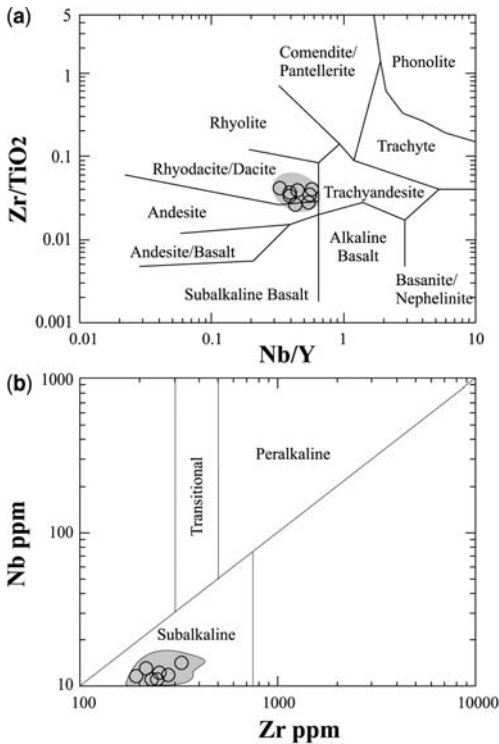 (a)
5
1
0.1
0.01
0.001
Zr/TiO2
Comendite/
Pantellerite
Phonolite
Rhyolite
Trachyte
Rhyodacite/Dacite
Trachyandesite
Andesite
Andesite/Basalt
Alkaline
Basalt
Subalkaline Basalt
Basanite/
Nephelinite
0.01
0.1
1
10
Nb/Y
(b)
1000
100
10
Nb ppm
Transitional
Peralkaline
Subalkaline
100
1000
10000
Zr ppm